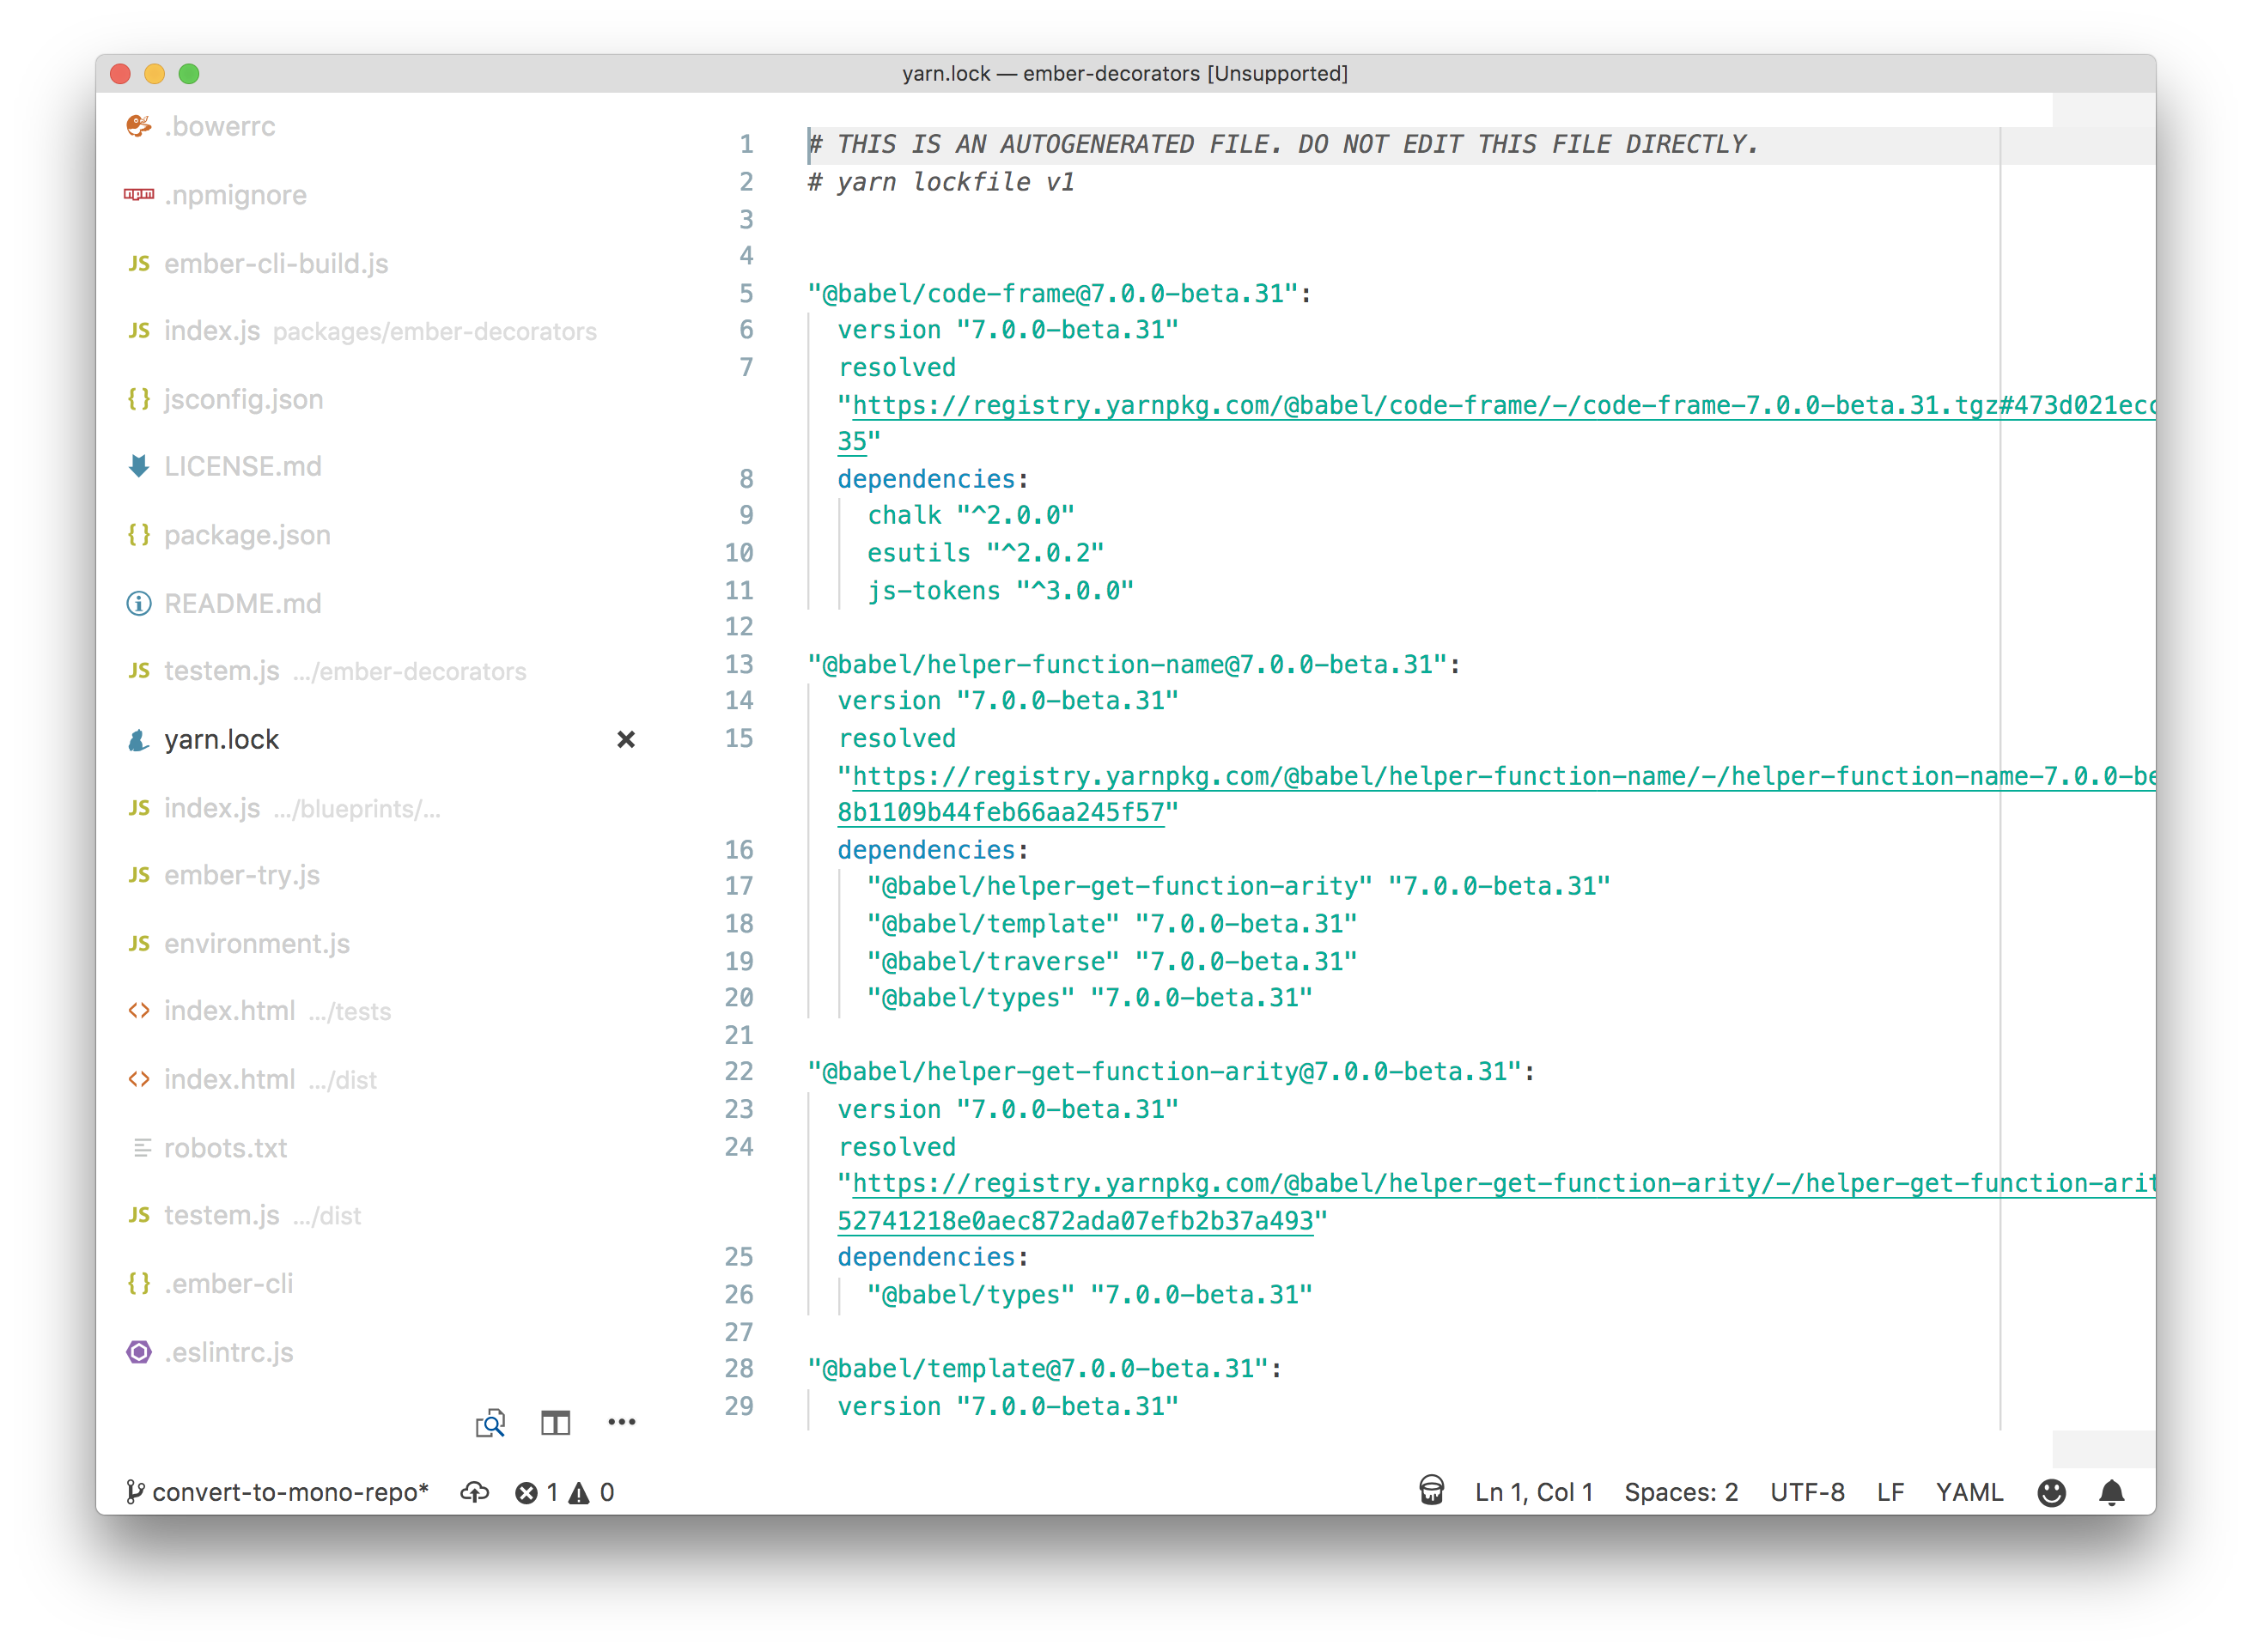 yarn.lock — ember-decorators [Unsupported]
.bowerrc
.npmignore
JS ember-cli-build.js
JS index.js packages/ember-decorators
{} jsconfig.json
LICENSE.md
{} package.json
README.md
JS testem.js .../ember-decorators
yarn.lock
JS index.js .../blueprints/...
JS ember-try.js
JS environment.js
<> index.html .../tests
<> index.html .../dist
robots.txt
JS testem.js .../dist
{} .ember-cli
.eslintrc.js
1 # THIS IS AN AUTOGENERATED FILE. DO NOT EDIT THIS FILE DIRECTLY.
2 # yarn lockfile v1
3
4
5 "@babel/code-frame@7.0.0-beta.31":
6 version "7.0.0-beta.31"
7 resolved
"https://registry.yarnpkg.com/@babel/code-frame/-/code-frame-7.0.0-beta.31.tgz#473d021ecc
35"
8 dependencies:
9 chalk "^2.0.0"
10 esutils "^2.0.2"
11 js-tokens "^3.0.0"
12
13 "@babel/helper-function-name@7.0.0-beta.31":
14 version "7.0.0-beta.31"
15 resolved
"https://registry.yarnpkg.com/@babel/helper-function-name/-/helper-function-name-7.0.0-be
8b1109b44feb66aa245f57"
16 dependencies:
17 "@babel/helper-get-function-arity" "7.0.0-beta.31"
18 "@babel/template" "7.0.0-beta.31"
19 "@babel/traverse" "7.0.0-beta.31"
20 "@babel/types" "7.0.0-beta.31"
21
22 "@babel/helper-get-function-arity@7.0.0-beta.31":
23 version "7.0.0-beta.31"
24 resolved
"https://registry.yarnpkg.com/@babel/helper-get-function-arity/-/helper-get-function-arit
52741218e0aec872ada07efb2b37a493"
25 dependencies:
26 "@babel/types" "7.0.0-beta.31"
27
28 "@babel/template@7.0.0-beta.31":
29 version "7.0.0-beta.31"
convert-to-mono-repo* 1 0 Ln 1, Col 1 Spaces: 2 UTF-8 LF YAML